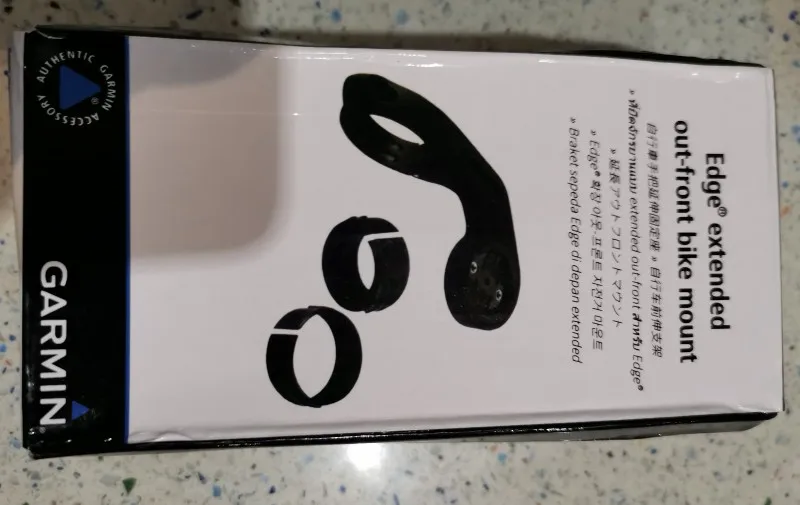 Edge® extended
out-front bike mount
自行車手把延伸固定座 » 自行车前伸支架
» ที่ยึดจักรยานแบบ extended out-front สำหรับ Edge®
» 延長アウトフロントマウント
» Edge® 확장 아웃-프론트 자전거 마운트
» Braket sepeda Edge di depan extended
AUTHENTIC GARMIN ACCESSORY ®
GARMIN®